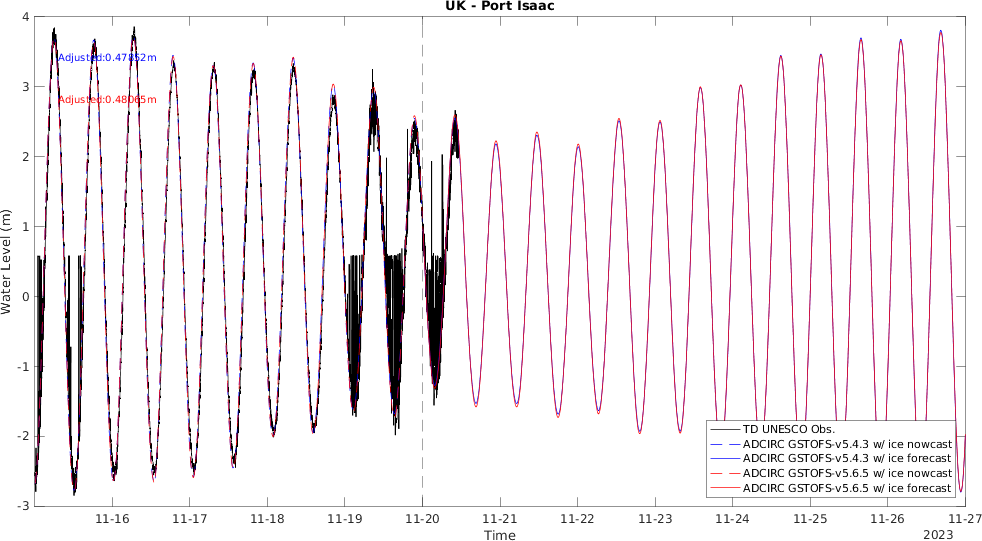 UK - Port Isaac
4
3
2
1
0
-1
-2
-3
Water Level (m)
Adjusted:0.47852m
Adjusted:0.48065m
TD UNESCO Obs.
ADCIRC GSTOFS-v5.4.3 w/ ice nowcast
ADCIRC GSTOFS-v5.4.3 w/ ice forecast
ADCIRC GSTOFS-v5.6.5 w/ ice nowcast
ADCIRC GSTOFS-v5.6.5 w/ ice forecast
11-16 11-17 11-18 11-19 11-20 11-21 11-22 11-23 11-24 11-25 11-26 11-27
Time
2023